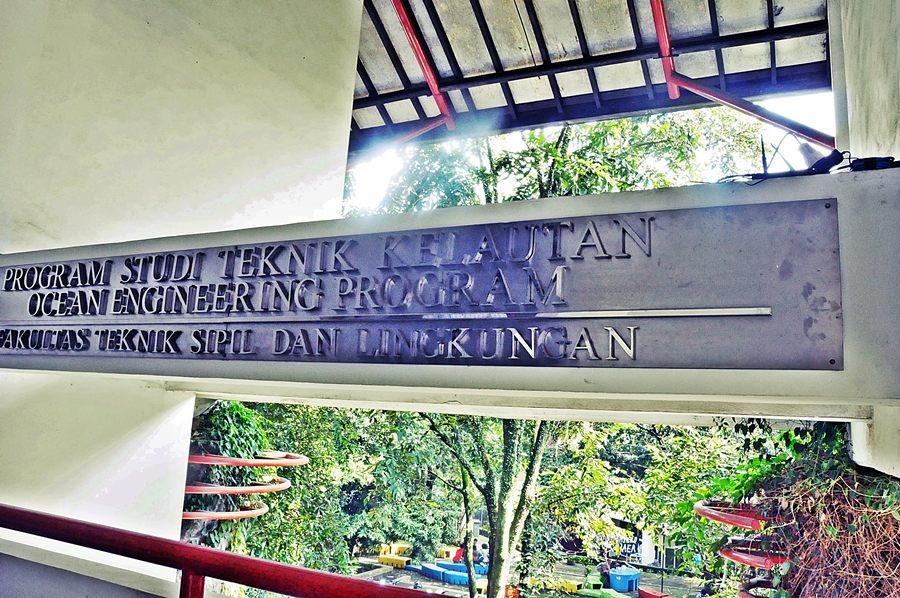 PROGRAM STUDI TEKNIK KELAUTAN
OCEAN ENGINEERING PROGRAM
FAKULTAS TEKNIK SIPIL DAN LINGKUNGAN